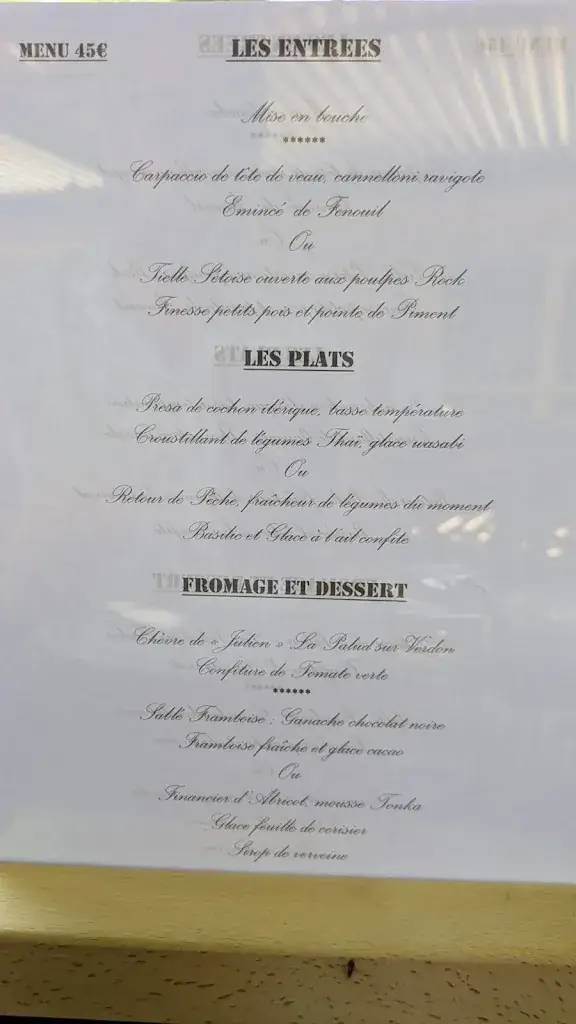 MENU 45€
LES ENTREES
Mise en bouche
******
Carpaccio de tête de veau, cannelloni ravigote
Emincé de Fenouil
Ou
Tielle Sétoise ouverte aux poulpes Rock
Finesse petits pois et pointe de Piment
LES PLATS
Presa de cochon ibérique, basse température
Croustillant de légumes Thaï, glace wasabi
Ou
Retour de Pêche, fraîcheur de légumes du moment
Basilic et Glace à l'ail confite
FROMAGE ET DESSERT
Chèvre de « Julien » La Palud sur Verdon
Confiture de Tomate verte
******
Sablé Framboise : Ganache chocolat noire
Framboise fraîche et glace cacao
Ou
Financier d'Abricot, mousse Tonka
Glace feuille de cerisier
Sirop de verveine